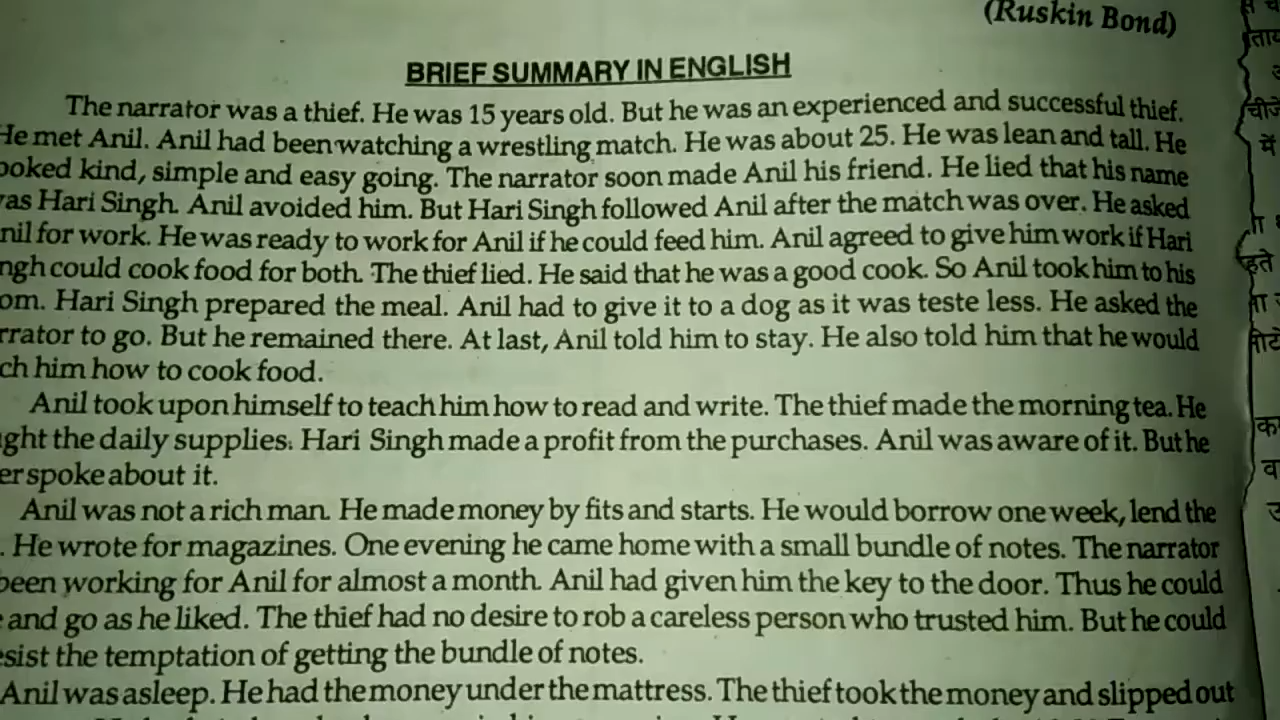 (Ruskin Bond)
BRIEF SUMMARY IN ENGLISH
The narrator was a thief. He was 15 years old. But he was an experienced and successful thief.
He met Anil. Anil had been watching a wrestling match. He was about 25. He was lean and tall. He
ooked kind, simple and easy going. The narrator soon made Anil his friend. He lied that his name
as Hari Singh. Anil avoided him. But Hari Singh followed Anil after the match was over. He asked
nil for work. He was ready to work for Anil if he could feed him. Anil agreed to give him work if Hari
ngh could cook food for both. The thief lied. He said that he was a good cook. So Anil took him to his
om. Hari Singh prepared the meal. Anil had to give it to a dog as it was teste less. He asked the
rrator to go. But he remained there. At last, Anil told him to stay. He also told him that he would
ch him how to cook food.
Anil took upon himself to teach him how to read and write. The thief made the morning tea. He
ght the daily supplies. Hari Singh made a profit from the purchases. Anil was aware of it. But he
er spoke about it.
Anil was not a rich man. He made money by fits and starts. He would borrow one week, lend the
. He wrote for magazines. One evening he came home with a small bundle of notes. The narrator
been working for Anil for almost a month. Anil had given him the key to the door. Thus he could
and go as he liked. The thief had no desire to rob a careless person who trusted him. But he could
esist the temptation of getting the bundle of notes.
Anil was asleep. He had the money under the mattress. The thief took the money and slipped out